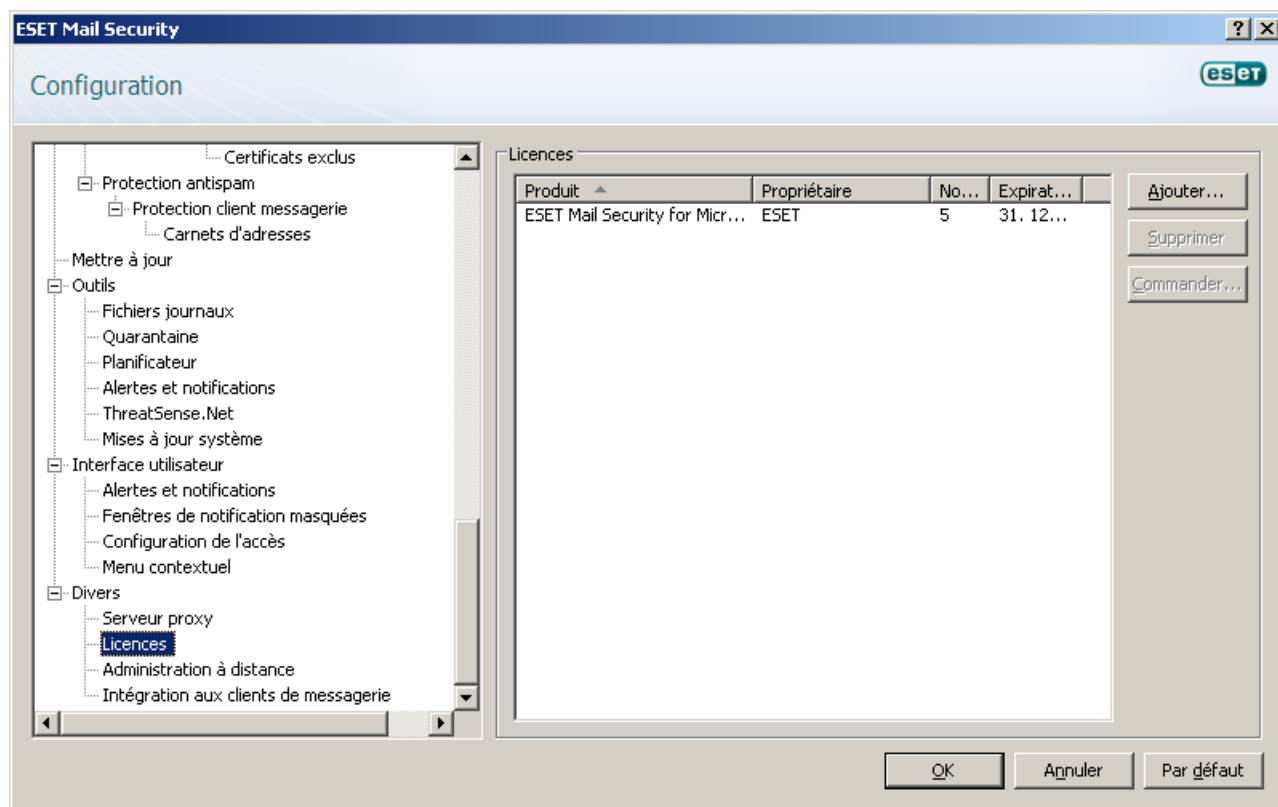 ESET Mail Security
Configuration
eset
Certificats exclus
Protection antispam
Protection client messagerie
Carnets d'adresses
Mettre à jour
Outils
Fichiers journaux
Quarantaine
Planificateur
Alertes et notifications
ThreatSense.Net
Mises à jour système
Interface utilisateur
Alertes et notifications
Fenêtres de notification masquées
Configuration de l'accès
Menu contextuel
Divers
Serveur proxy
Licences
Administration à distance
Intégration aux clients de messagerie
Licences
Produit Propriétaire No... Expirat...
ESET Mail Security for Micr... ESET 5 31. 12...
Ajouter...
Supprimer
Commander...
OK Annuler Par défaut